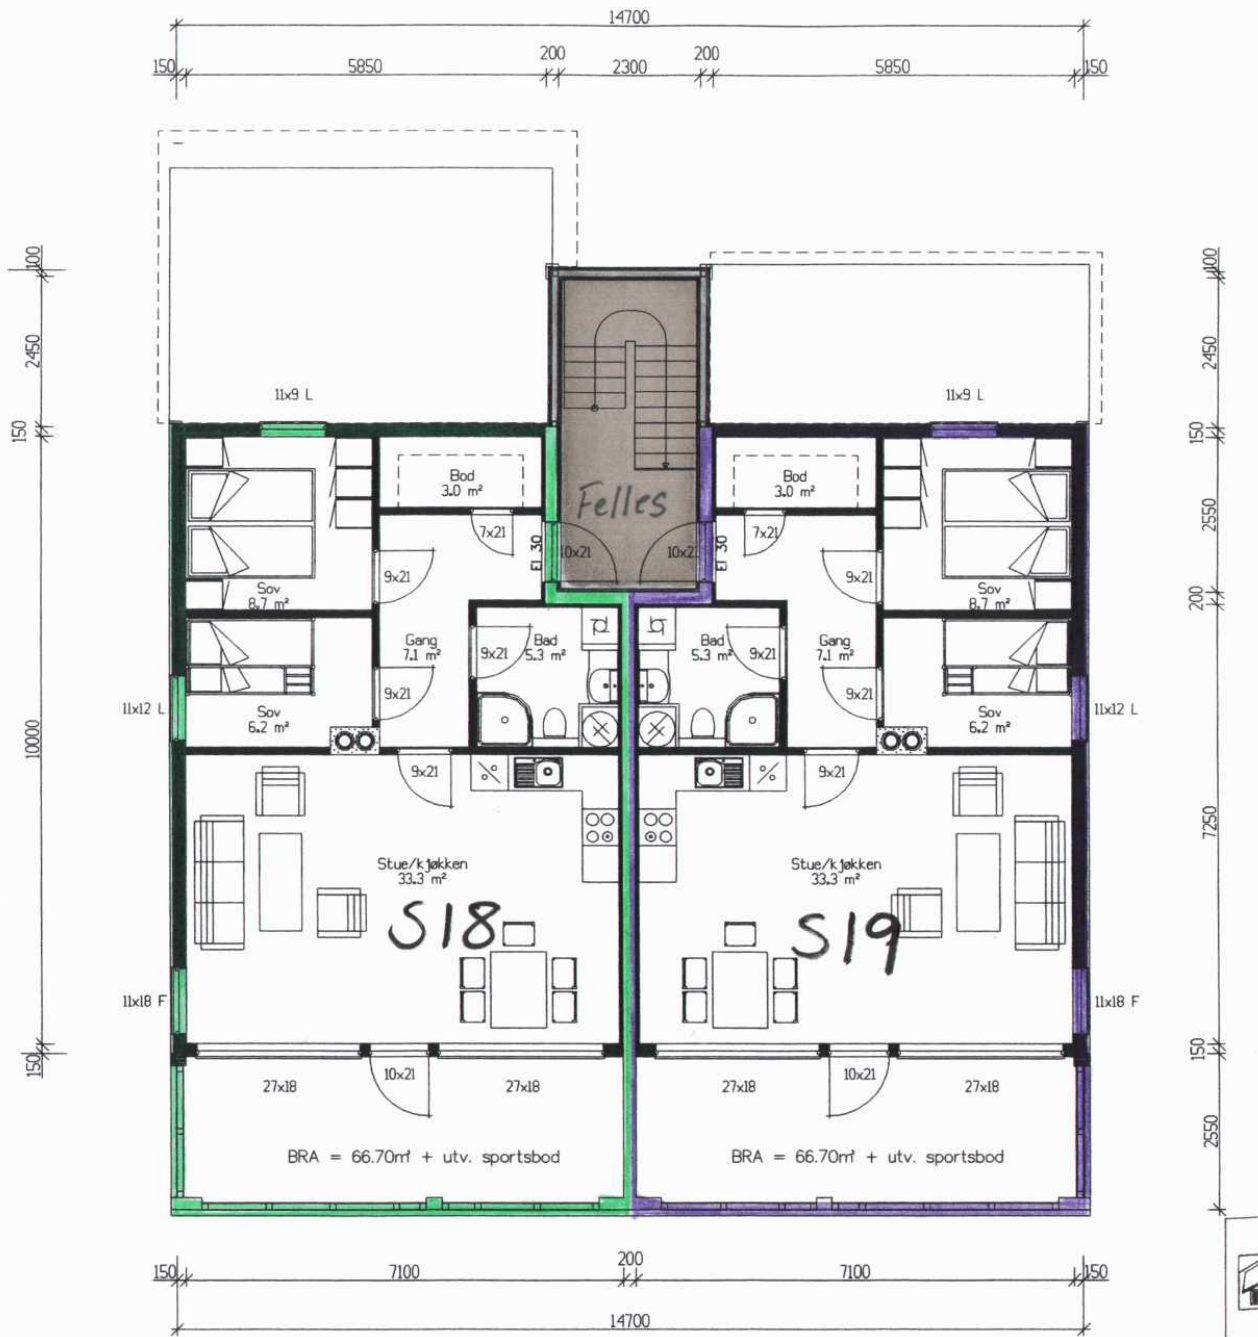 14700
150 5850 200 2300 200 5850 150
100
2450
150
10000
150
100
2450
150
2550
200
7250
150
2550
11x9 L
11x9 L
Bod
3.0 m²
Bod
3.0 m²
Felles
7x21
EI 30
10x21
10x21
EI 30
7x21
9x21
9x21
Sov
8.7 m²
Sov
8.7 m²
Gang
7.1 m²
9x21
Bad
5.3 m²
Bad
5.3 m²
9x21
Gang
7.1 m²
9x21
9x21
11x12 L
Sov
6.2 m²
Sov
6.2 m²
11x12 L
9x21
9x21
Stue/kjøkken
33.3 m²
Stue/kjøkken
33.3 m²
S18
S19
11x18 F
11x18 F
27x18
10x21
27x18
27x18
10x21
27x18
BRA = 66.70m² + utv. sportsbod
BRA = 66.70m² + utv. sportsbod
150 7100 200 7100 150
14700